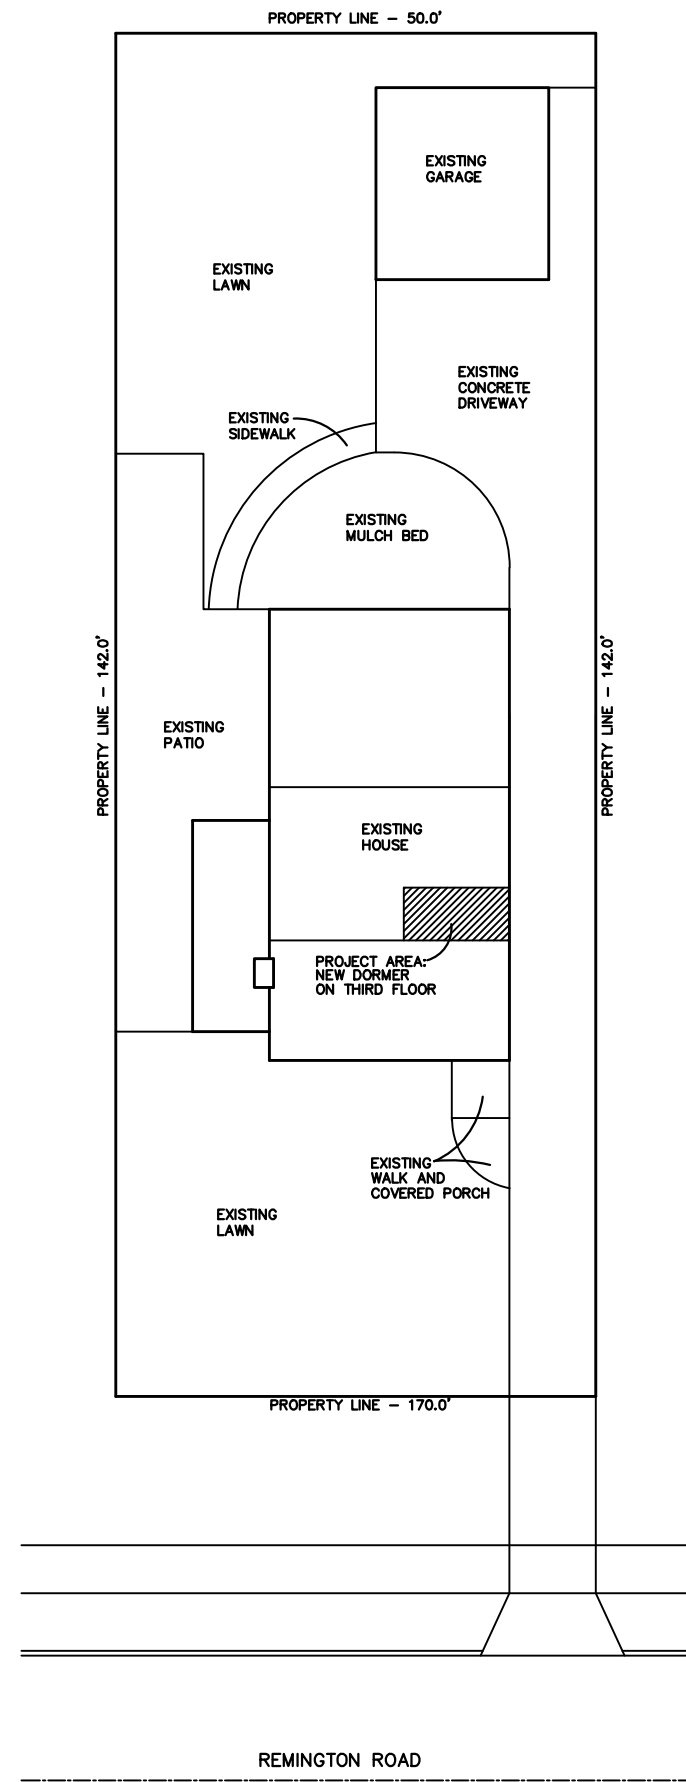 PROPERTY LINE - 50.0'
EXISTING
GARAGE
EXISTING
LAWN
EXISTING
CONCRETE
DRIVEWAY
EXISTING
SIDEWALK
EXISTING
MULCH BED
PROPERTY LINE - 142.0'
PROPERTY LINE - 142.0'
EXISTING
PATIO
EXISTING
HOUSE
PROJECT AREA:
NEW DORMER
ON THIRD FLOOR
EXISTING
WALK AND
COVERED PORCH
EXISTING
LAWN
PROPERTY LINE - 170.0'
REMINGTON ROAD